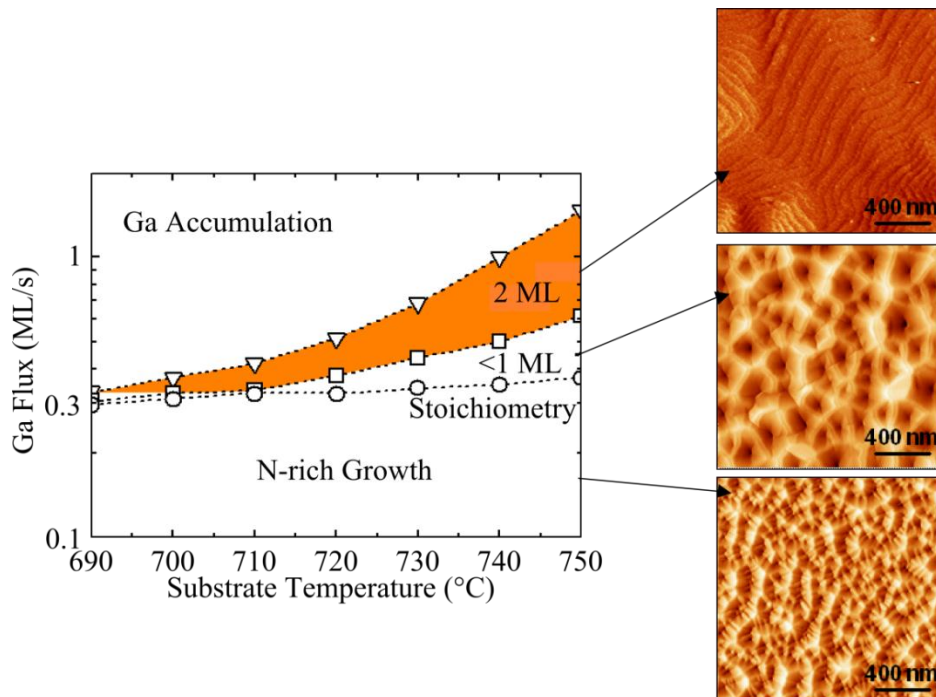 Ga Accumulation
1
2 ML
<1 ML
0.3
Stoichiometry
N-rich Growth
0.1
Ga Flux (ML/s)
690 700 710 720 730 740 750
Substrate Temperature (°C)
400 nm
400 nm
400 nm